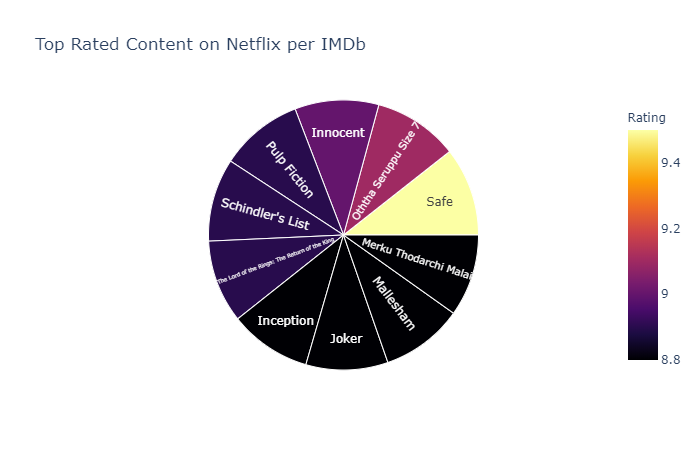 Top Rated Content on Netflix per IMDb
Rating
9.4
9.2
9
8.8
Safe
Oththa Seruppu Size 7
Innocent
Pulp Fiction
Schindler's List
The Lord of the Rings: The Return of the King
Inception
Joker
Mallesham
Merku Thodarchi Malai